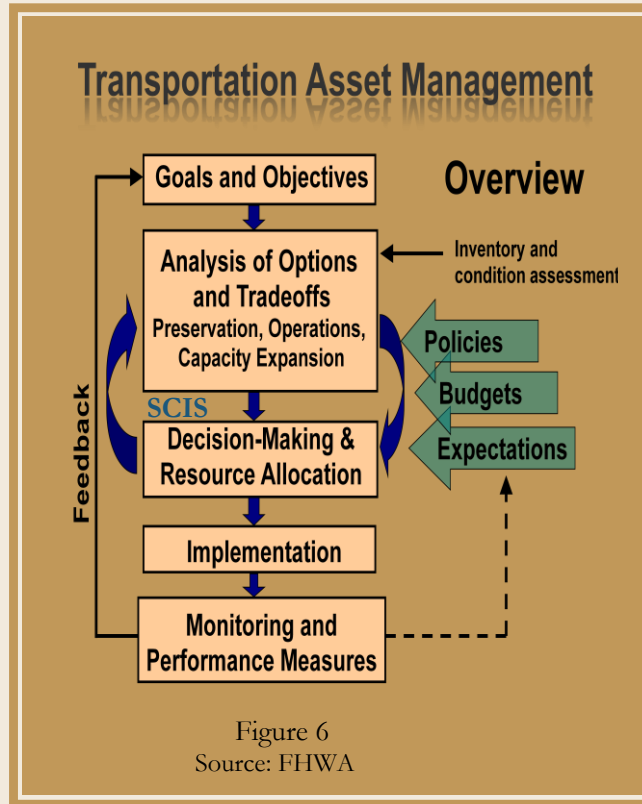 Transportation Asset Management
Goals and Objectives
Overview
Analysis of Options
and Tradeoffs
Preservation, Operations,
Capacity Expansion
Inventory and
condition assessment
Policies
Budgets
Expectations
SCIS
Decision-Making &
Resource Allocation
Implementation
Monitoring and
Performance Measures
Feedback
Figure 6
Source: FHWA